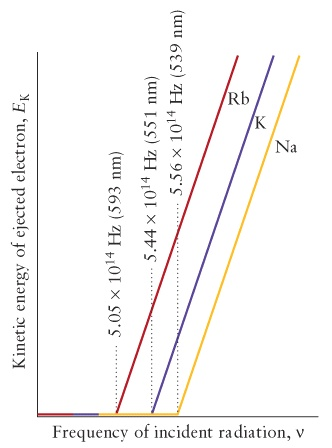 Kinetic energy of ejected electron, E_K
5.05 × 10¹⁴ Hz (593 nm)
5.44 × 10¹⁴ Hz (551 nm)
5.56 × 10¹⁴ Hz (539 nm)
Rb
K
Na
Frequency of incident radiation, ν